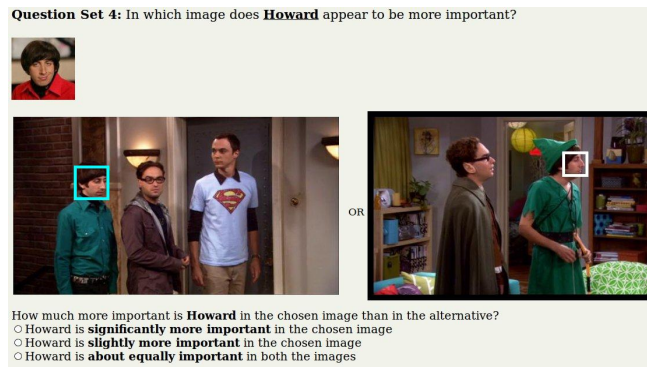 Question Set 4: In which image does Howard appear to be more important?
OR
How much more important is Howard in the chosen image than in the alternative?
Howard is significantly more important in the chosen image
Howard is slightly more important in the chosen image
Howard is about equally important in both the images